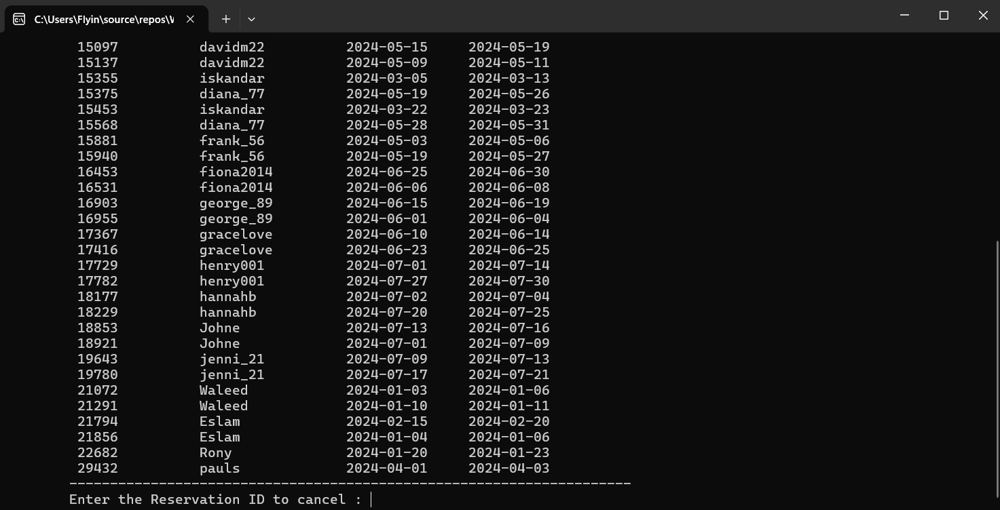 C:\Users\Flyin\source\repos\
15097 davidm22 2024-05-15 2024-05-19
15137 davidm22 2024-05-09 2024-05-11
15355 iskandar 2024-03-05 2024-03-13
15375 diana_77 2024-05-19 2024-05-26
15453 iskandar 2024-03-22 2024-03-23
15568 diana_77 2024-05-28 2024-05-31
15881 frank_56 2024-05-03 2024-05-06
15940 frank_56 2024-05-19 2024-05-27
16453 fiona2014 2024-06-25 2024-06-30
16531 fiona2014 2024-06-06 2024-06-08
16903 george_89 2024-06-15 2024-06-19
16955 george_89 2024-06-01 2024-06-04
17367 gracelove 2024-06-10 2024-06-14
17416 gracelove 2024-06-23 2024-06-25
17729 henry001 2024-07-01 2024-07-14
17782 henry001 2024-07-27 2024-07-30
18177 hannahb 2024-07-02 2024-07-04
18229 hannahb 2024-07-20 2024-07-25
18853 Johne 2024-07-13 2024-07-16
18921 Johne 2024-07-01 2024-07-09
19643 jenni_21 2024-07-09 2024-07-13
19780 jenni_21 2024-07-17 2024-07-21
21072 Waleed 2024-01-03 2024-01-06
21291 Waleed 2024-01-10 2024-01-11
21794 Eslam 2024-02-15 2024-02-20
21856 Eslam 2024-01-04 2024-01-06
22682 Rony 2024-01-20 2024-01-23
29432 pauls 2024-04-01 2024-04-03
---------------------------------------------------------------------
Enter the Reservation ID to cancel :